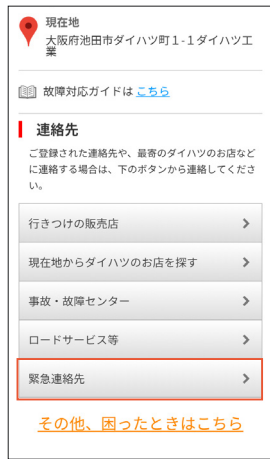 現在地
大阪府池田市ダイハツ町1-1ダイハツ工
業
故障対応ガイドは こちら
連絡先
ご登録された連絡先や、最寄のダイハツのお店など
に連絡する場合は、下のボタンから連絡してくださ
い。
行きつけの販売店
現在地からダイハツのお店を探す
事故・故障センター
ロードサービス等
緊急連絡先
その他、困ったときはこちら